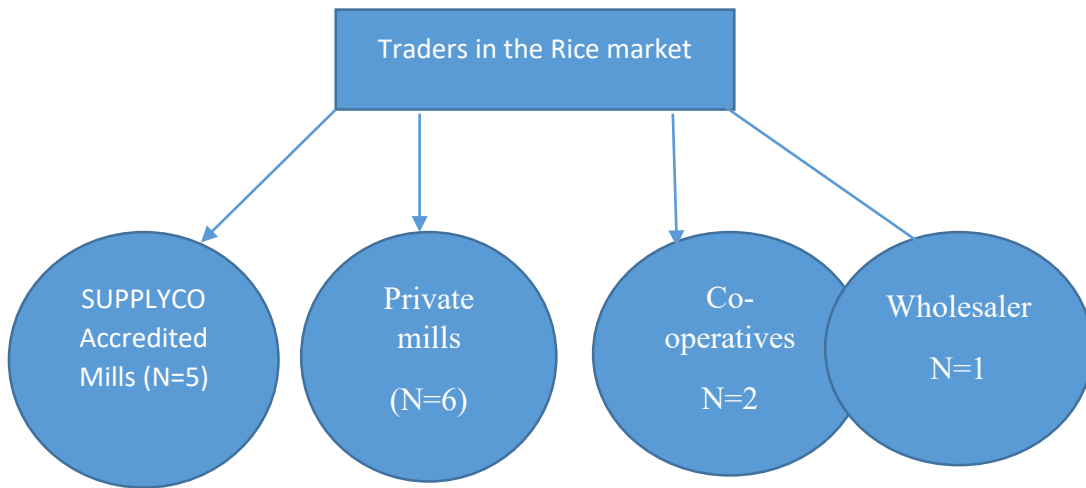 Traders in the Rice market
SUPPLYCO
Accredited
Mills (N=5)
Private
mills
(N=6)
Co-
operatives
N=2
Wholesaler
N=1